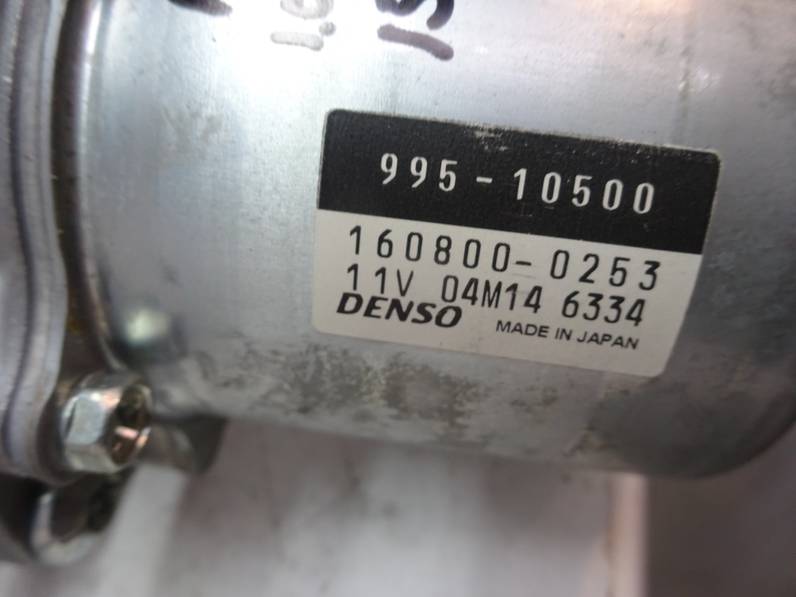 995-10500
160800-0253
11V 04M14 6334
DENSO MADE IN JAPAN